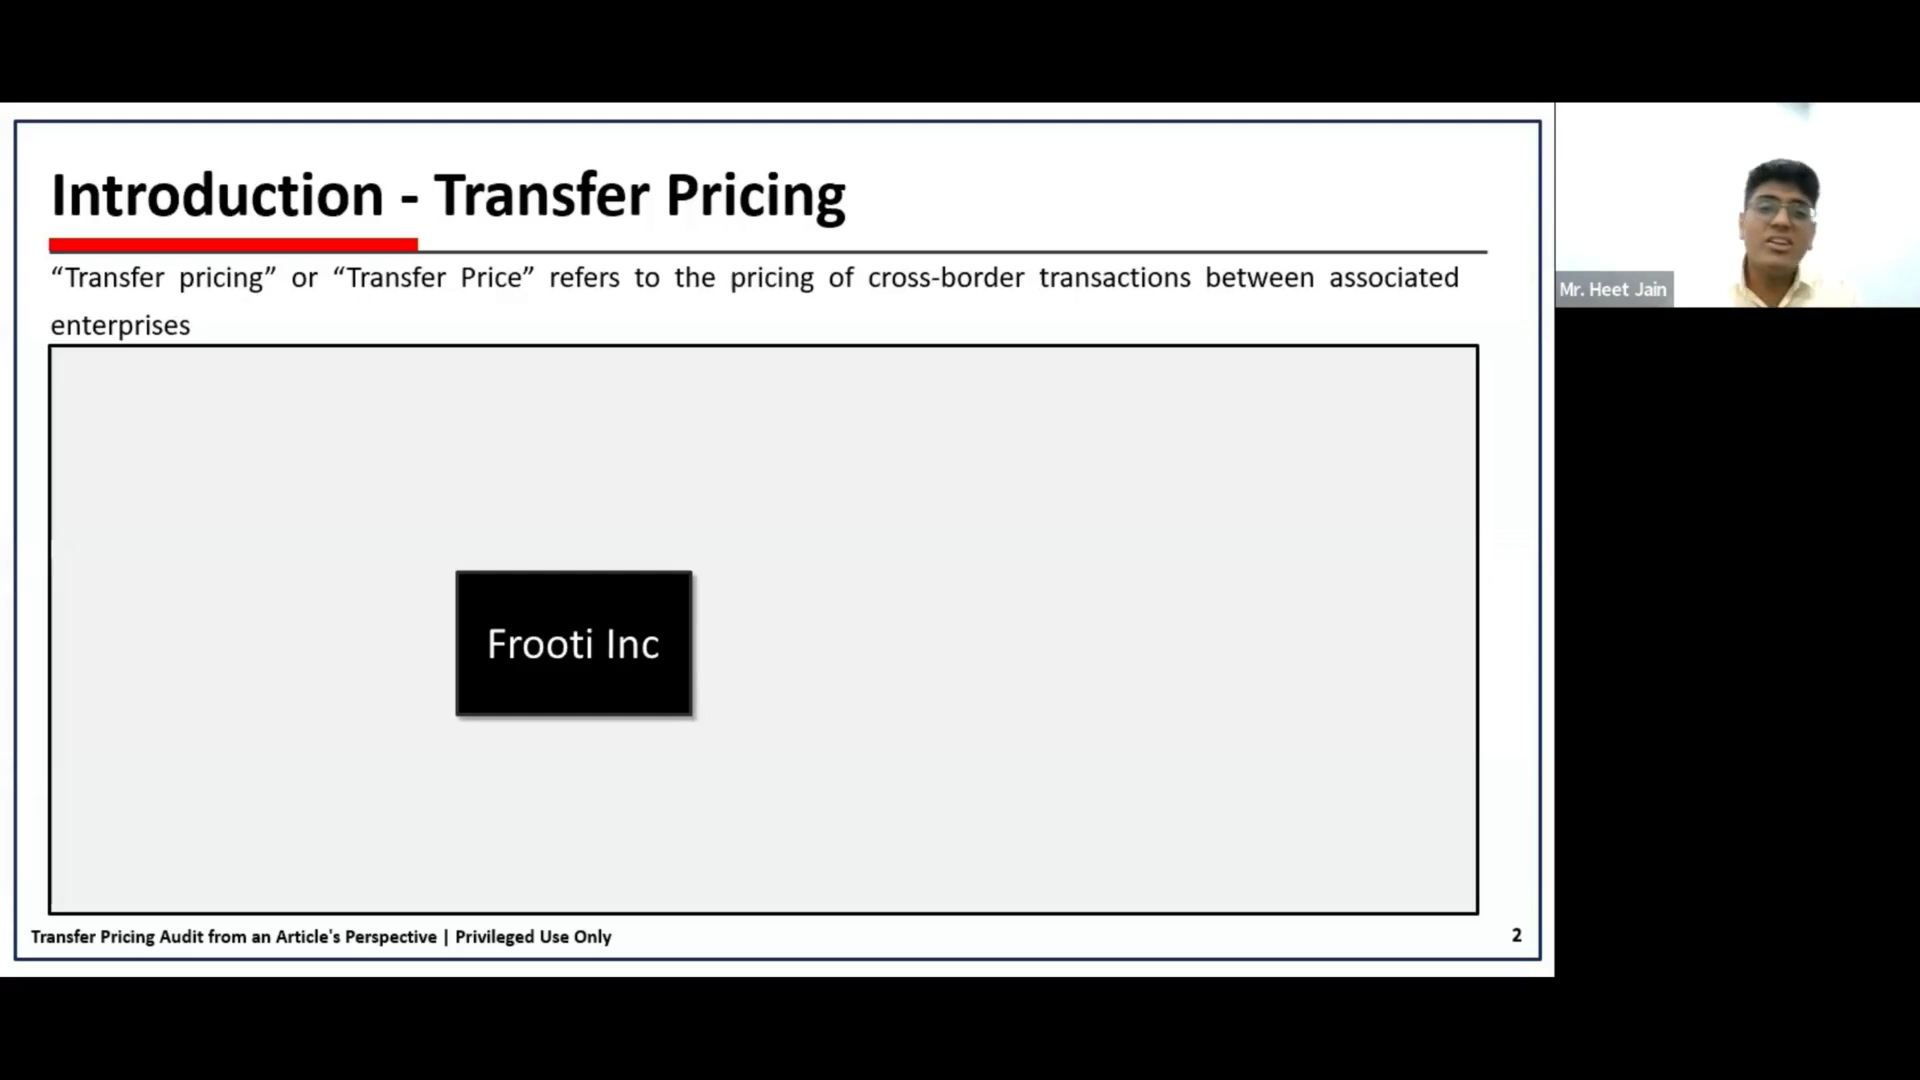 Introduction - Transfer Pricing
“Transfer pricing” or “Transfer Price” refers to the pricing of cross-border transactions between associated
enterprises
Mr. Heet Jain
Frooti Inc
Transfer Pricing Audit from an Article's Perspective | Privileged Use Only
2